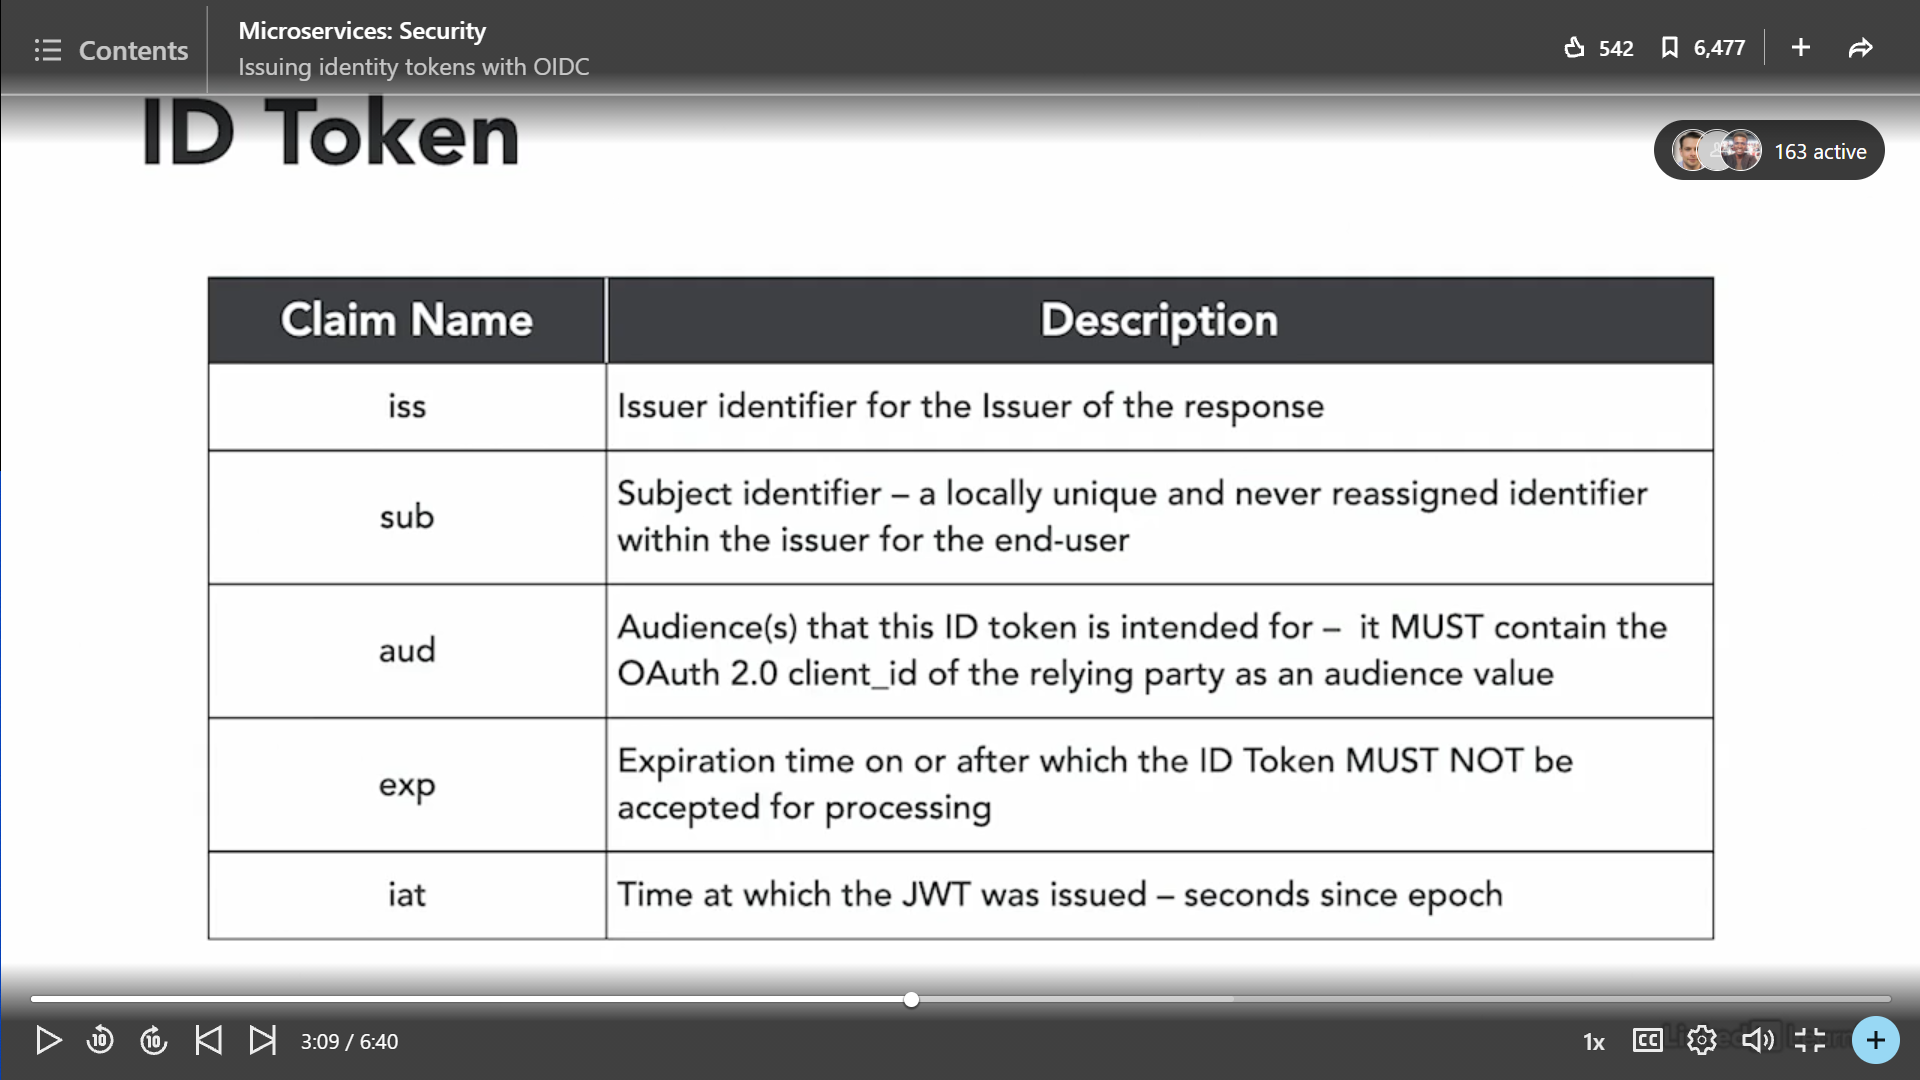 Contents
Microservices: Security
Issuing identity tokens with OIDC
542
6,477
ID Token
163 active
Claim Name
Description
iss
Issuer identifier for the Issuer of the response
sub
Subject identifier – a locally unique and never reassigned identifier
within the issuer for the end-user
aud
Audience(s) that this ID token is intended for – it MUST contain the
OAuth 2.0 client_id of the relying party as an audience value
exp
Expiration time on or after which the ID Token MUST NOT be
accepted for processing
iat
Time at which the JWT was issued – seconds since epoch
10
10
3:09 / 6:40
1x
CC